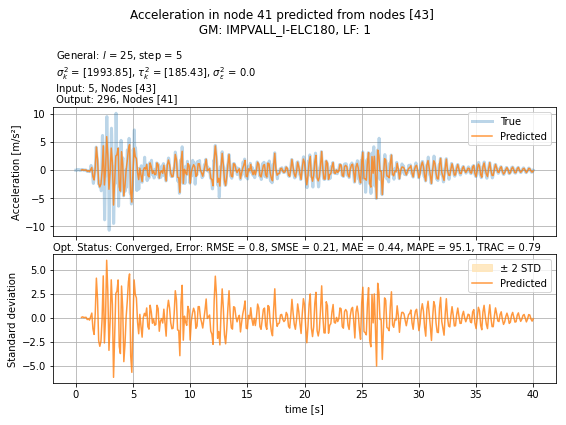 Acceleration in node 41 predicted from nodes [43]
GM: IMPVALL_I-ELC180, LF: 1
General: l = 25, step = 5
σ_k^2 = [1993.85], τ_k^2 = [185.43], σ_ε^2 = 0.0
Input: 5, Nodes [43]
Output: 296, Nodes [41]
Acceleration [m/s²]
10
5
0
−5
−10
True
Predicted
Opt. Status: Converged, Error: RMSE = 0.8, SMSE = 0.21, MAE = 0.44, MAPE = 95.1, TRAC = 0.79
Standard deviation
5.0
2.5
0.0
−2.5
−5.0
± 2 STD
Predicted
0 5 10 15 20 25 30 35 40
time [s]